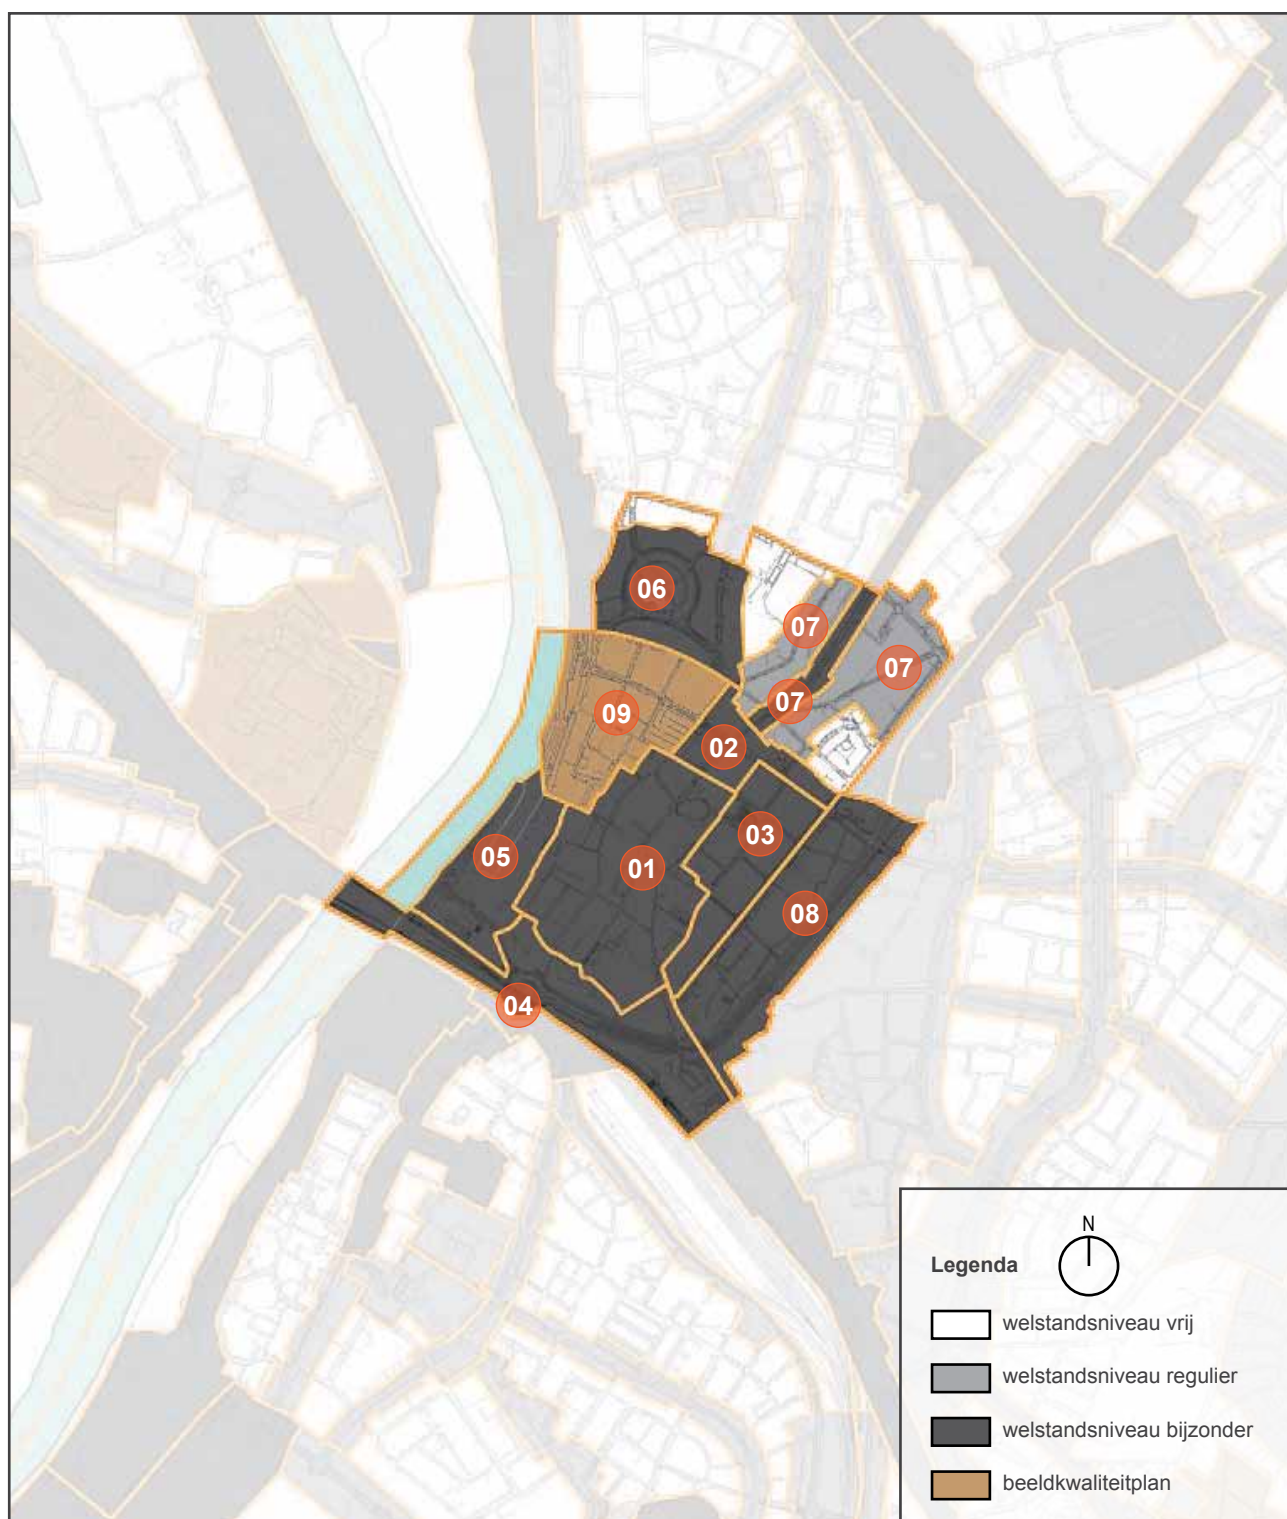 06
07
07
07
09
02
03
05
01
08
04
N
Legenda
welstandsniveau vrij
welstandsniveau regulier
welstandsniveau bijzonder
beeldkwaliteitplan